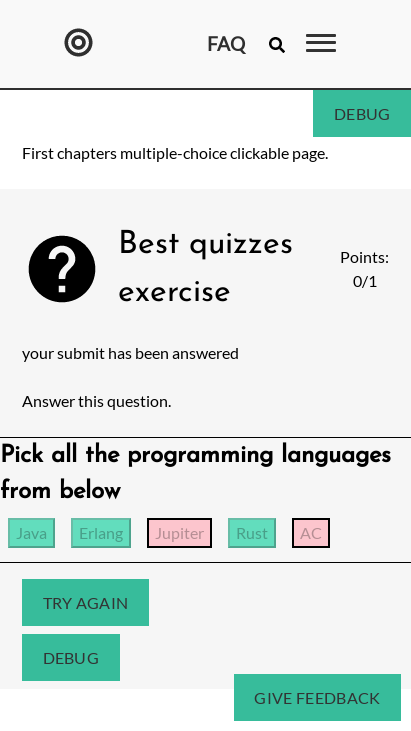 FAQ
DEBUG
First chapters multiple-choice clickable page.
Best quizzes
exercise
Points:
0/1
your submit has been answered
Answer this question.
Pick all the programming languages
from below
Java Erlang Jupiter Rust AC
TRY AGAIN
DEBUG
GIVE FEEDBACK